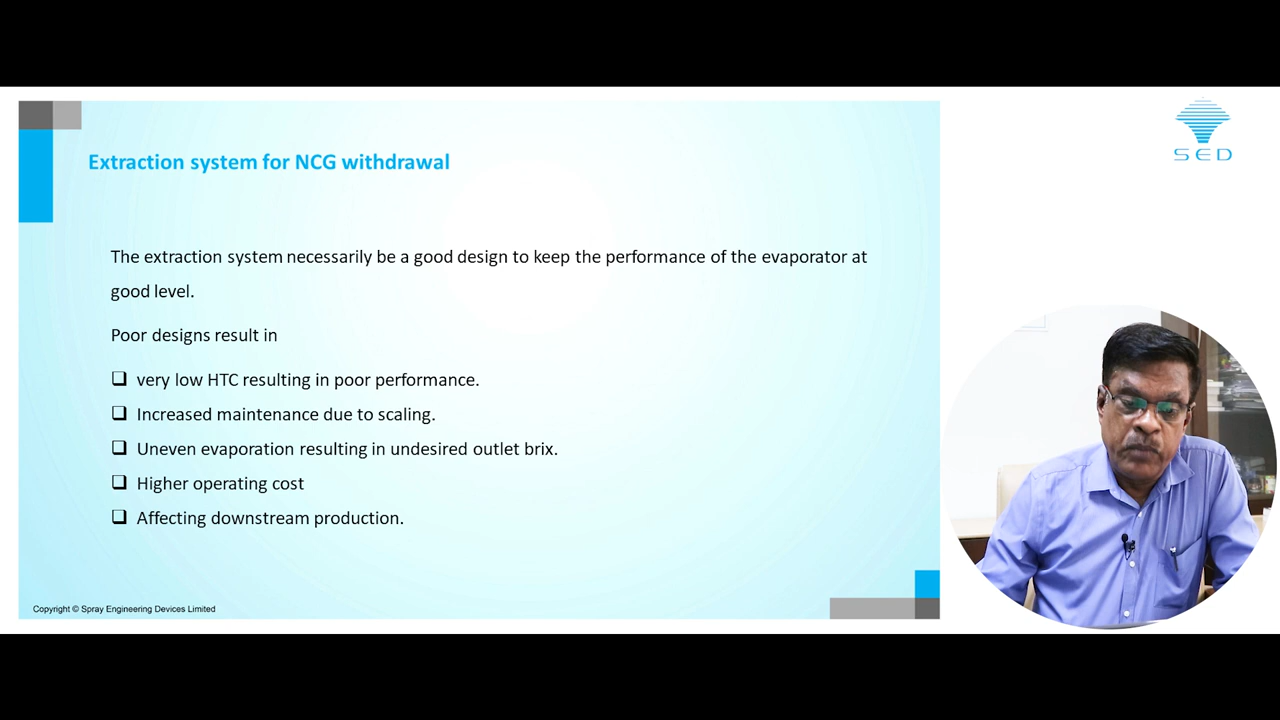 Extraction system for NCG withdrawal
SED
The extraction system necessarily be a good design to keep the performance of the evaporator at
good level.
Poor designs result in
very low HTC resulting in poor performance.
Increased maintenance due to scaling.
Uneven evaporation resulting in undesired outlet brix.
Higher operating cost
Affecting downstream production.
Copyright © Spray Engineering Devices Limited